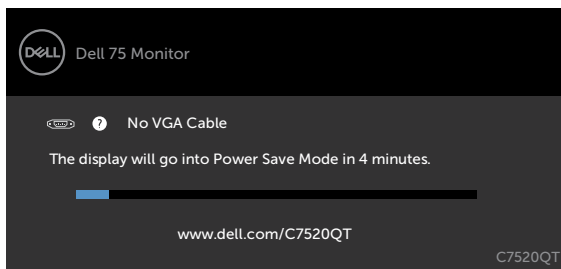 DELL
Dell 75 Monitor
? No VGA Cable
The display will go into Power Save Mode in 4 minutes.
www.dell.com/C7520QT
C7520QT